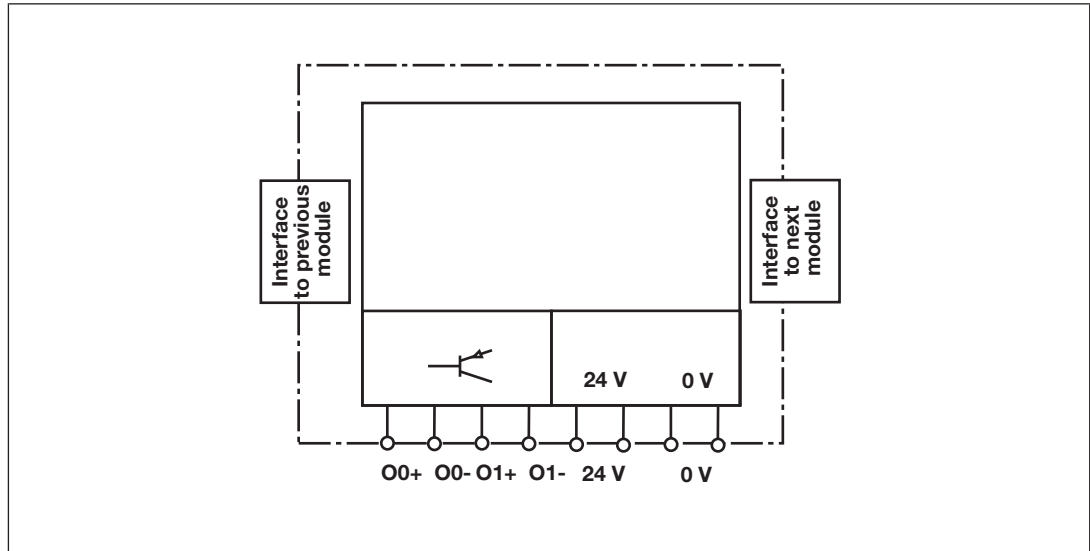 Interface
to previous
module
Interface
to next
module
24 V 0 V
O0+ O0- O1+ O1- 24 V 0 V